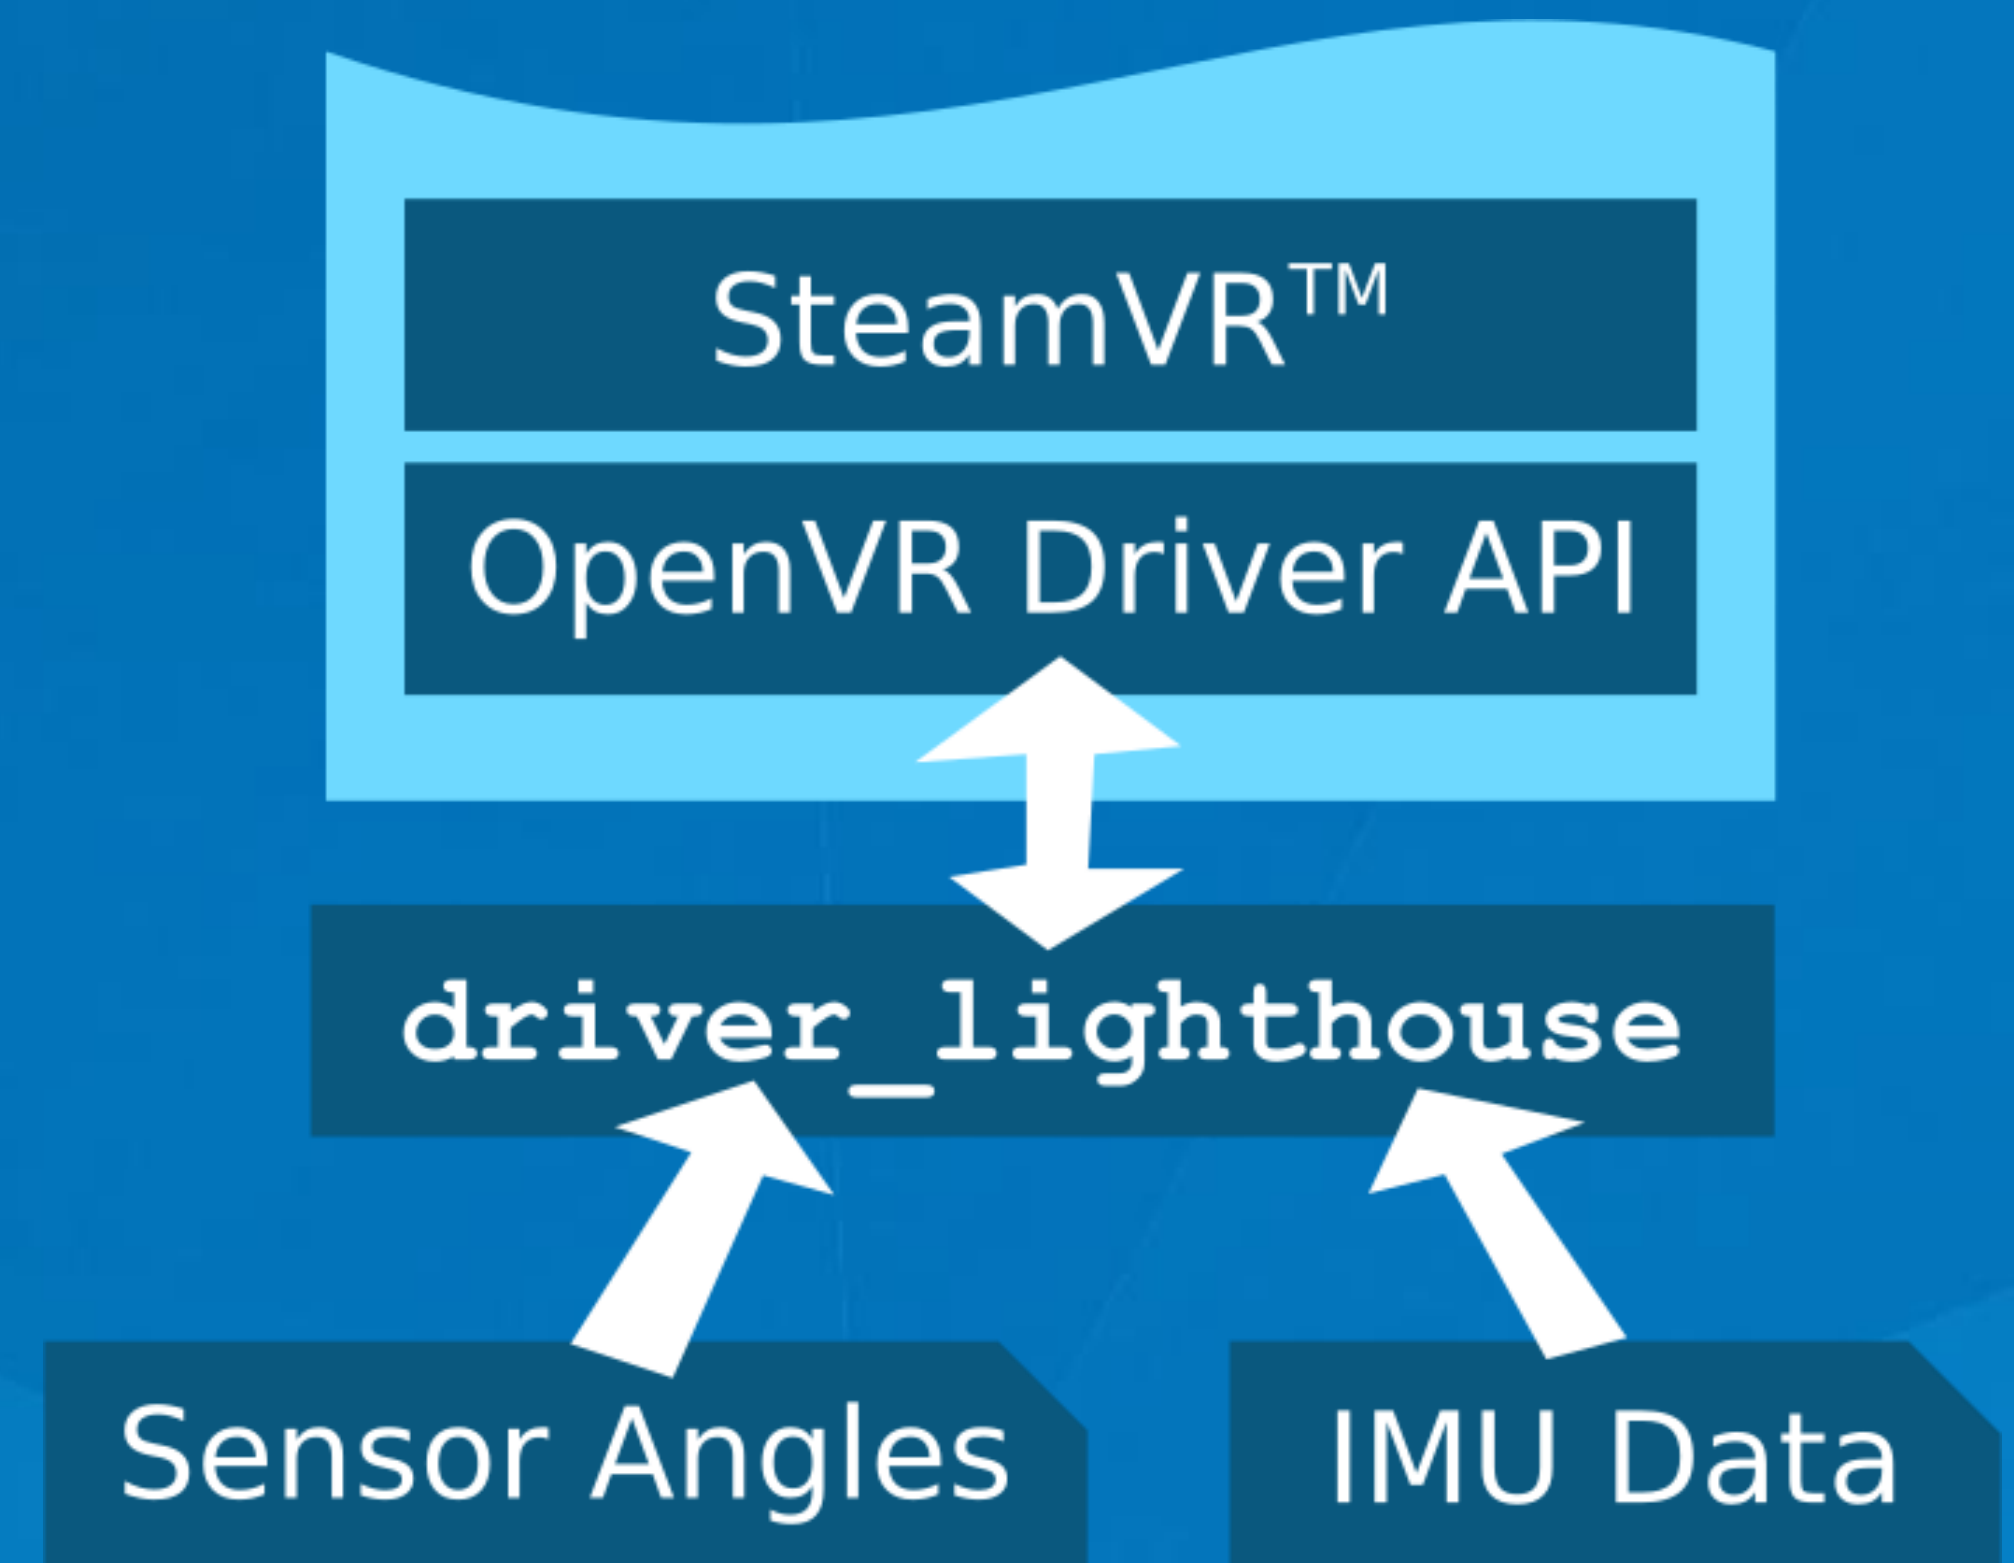 SteamVR™
OpenVR Driver API
driver_lighthouse
Sensor Angles
IMU Data